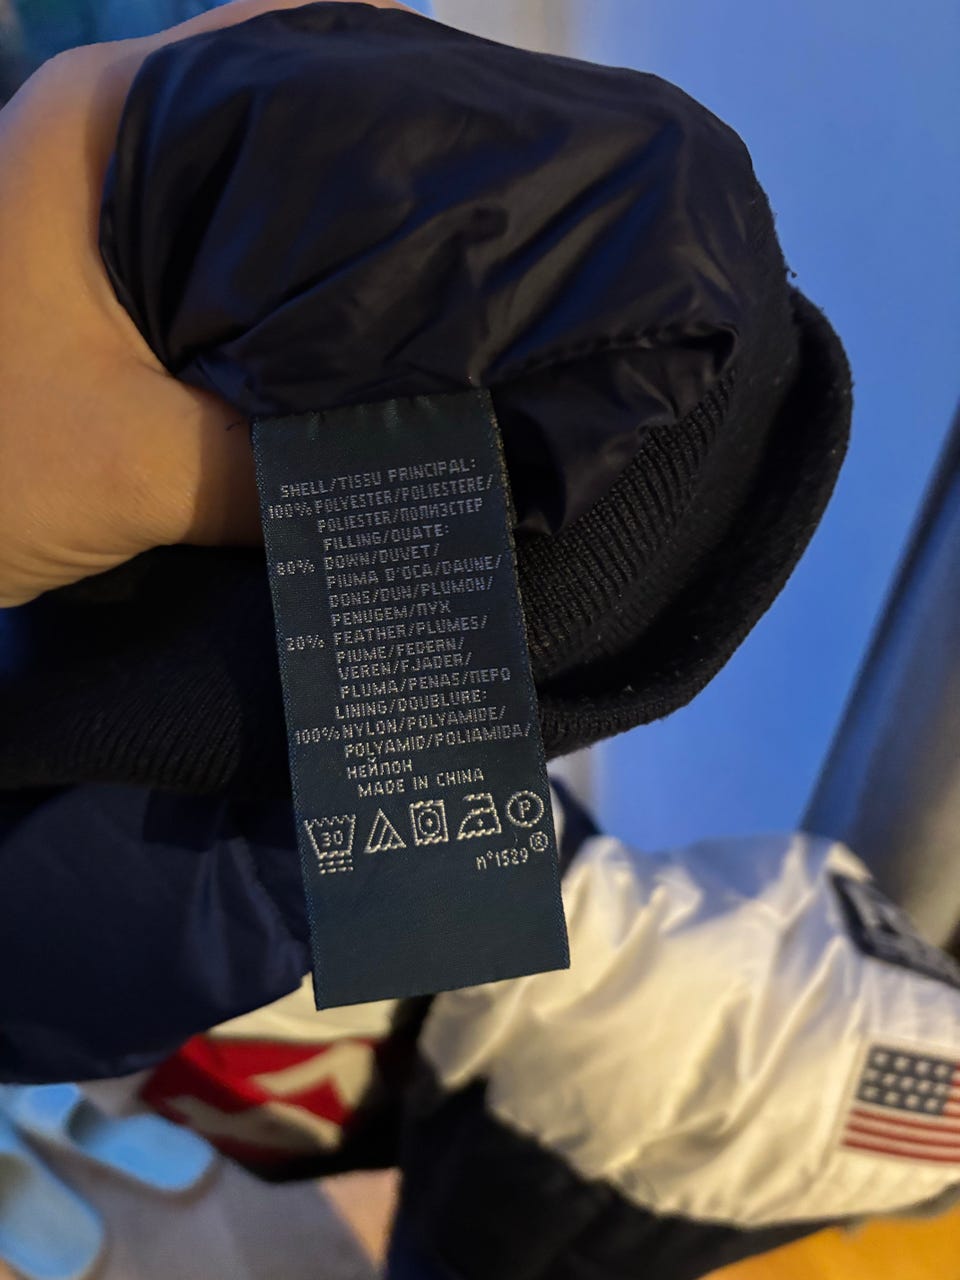 SHELL/TISSU PRINCIPAL:
100% POLYESTER/POLIESTERE/
POLIESTER/ПОЛИЭСТЕР
FILLING/OUATE:
80% DOWN/DUVET/
PIUMA D'OCA/DAUNE/
DONS/DUN/PLUMON/
PENUGEM/ПУХ
20% FEATHER/PLUMES/
PIUME/FEDERN/
VEREN/FJADER/
PLUMA/PENAS/ПЕРО
LINING/DOUBLURE:
100% NYLON/POLYAMIDE/
POLYAMID/POLIAMIDA/
НЕЙЛОН
MADE IN CHINA
30 P
N°1589 ®